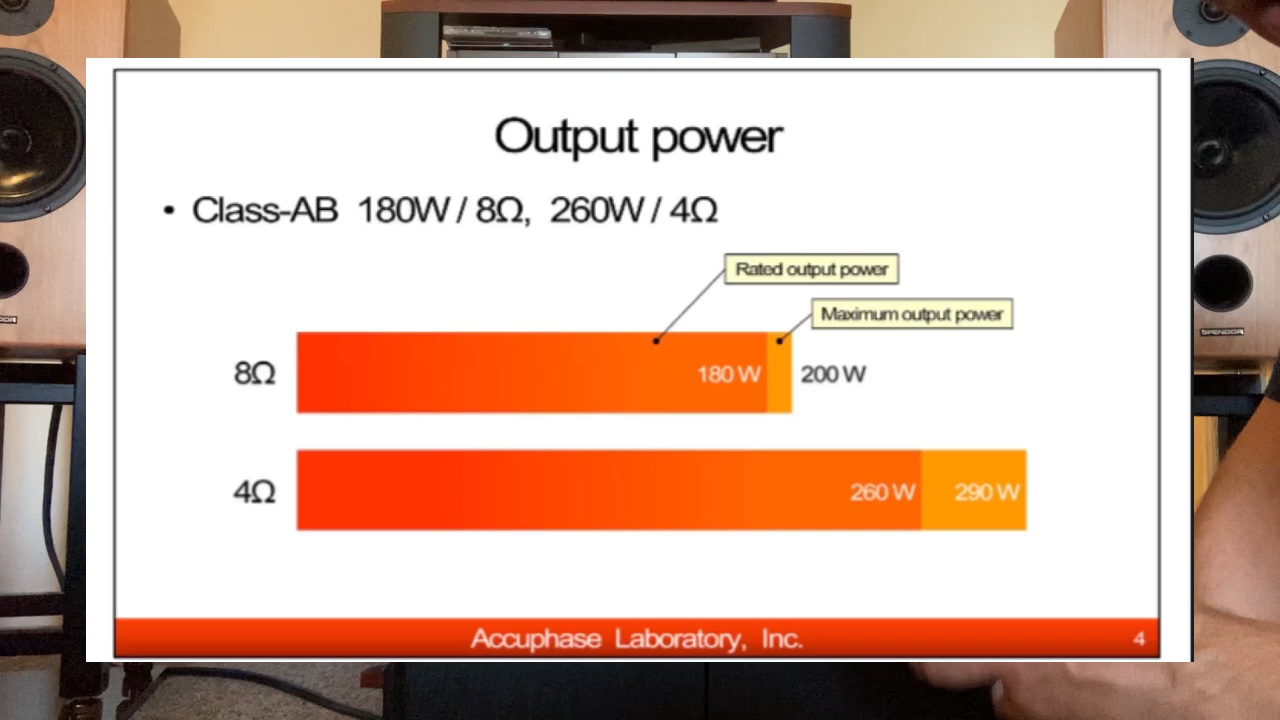 Output power
• Class-AB 180W / 8Ω, 260W / 4Ω
Rated output power
Maximum output power
8Ω
180 W
200 W
4Ω
260 W
290 W
Accuphase Laboratory, Inc.
4
SPENDOR